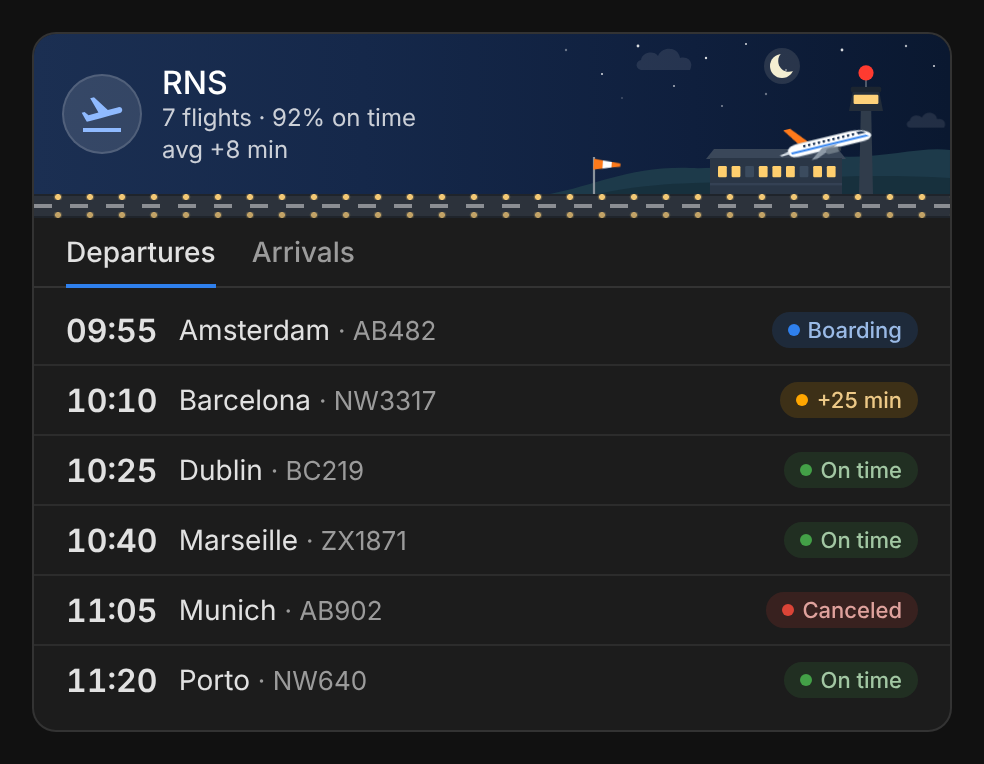 RNS
7 flights · 92% on time
avg +8 min
Departures Arrivals
09:55 Amsterdam · AB482 Boarding
10:10 Barcelona · NW3317 +25 min
10:25 Dublin · BC219 On time
10:40 Marseille · ZX1871 On time
11:05 Munich · AB902 Canceled
11:20 Porto · NW640 On time